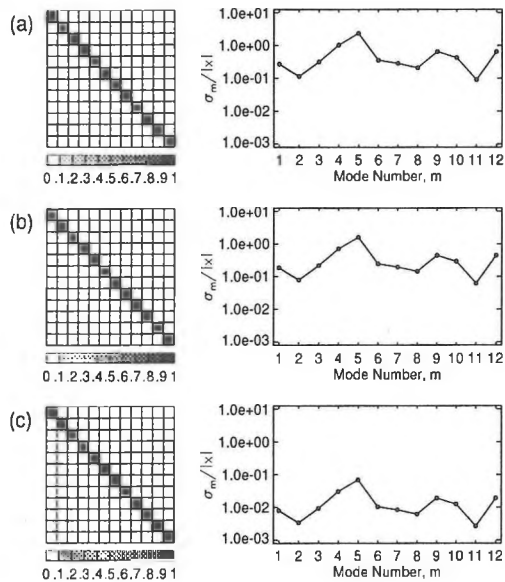 (a)
1.0e+01
1.0e+00
1.0e-01
1.0e-02
1.0e-03
σm/|x|
1 2 3 4 5 6 7 8 9 10 11 12
Mode Number, m
0 .1.2.3.4.5.6.7.8.9 1
(b)
1.0e+01
1.0e+00
1.0e-01
1.0e-02
1.0e-03
σm/|x|
1 2 3 4 5 6 7 8 9 10 11 12
Mode Number, m
0 .1.2.3.4.5.6.7.8.9 1
(c)
1.0e+01
1.0e+00
1.0e-01
1.0e-02
1.0e-03
σm/|x|
1 2 3 4 5 6 7 8 9 10 11 12
Mode Number, m
0 .1.2.3.4.5.6.7.8.9 1